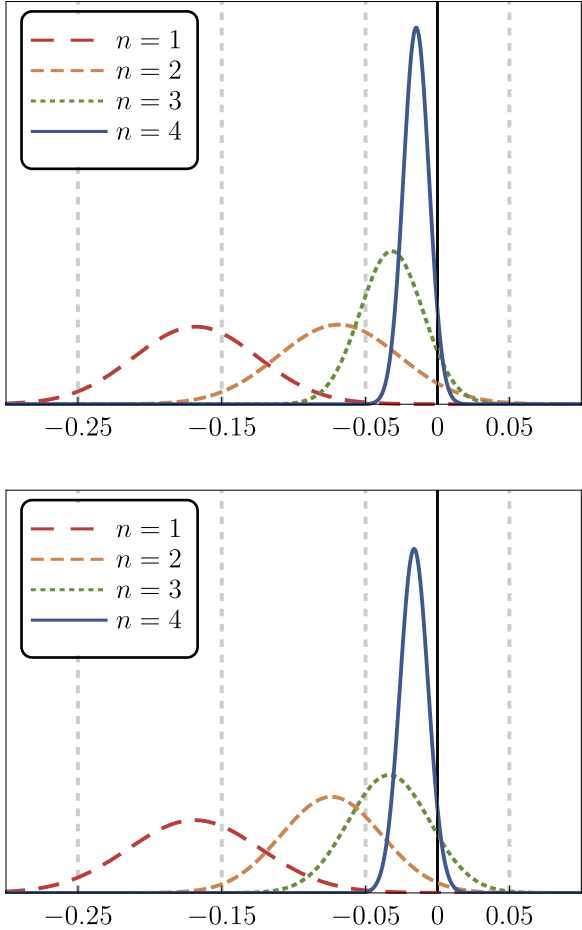 n = 1
n = 2
n = 3
n = 4
−0.25 −0.15 −0.05 0 0.05
n = 1
n = 2
n = 3
n = 4
−0.25 −0.15 −0.05 0 0.05